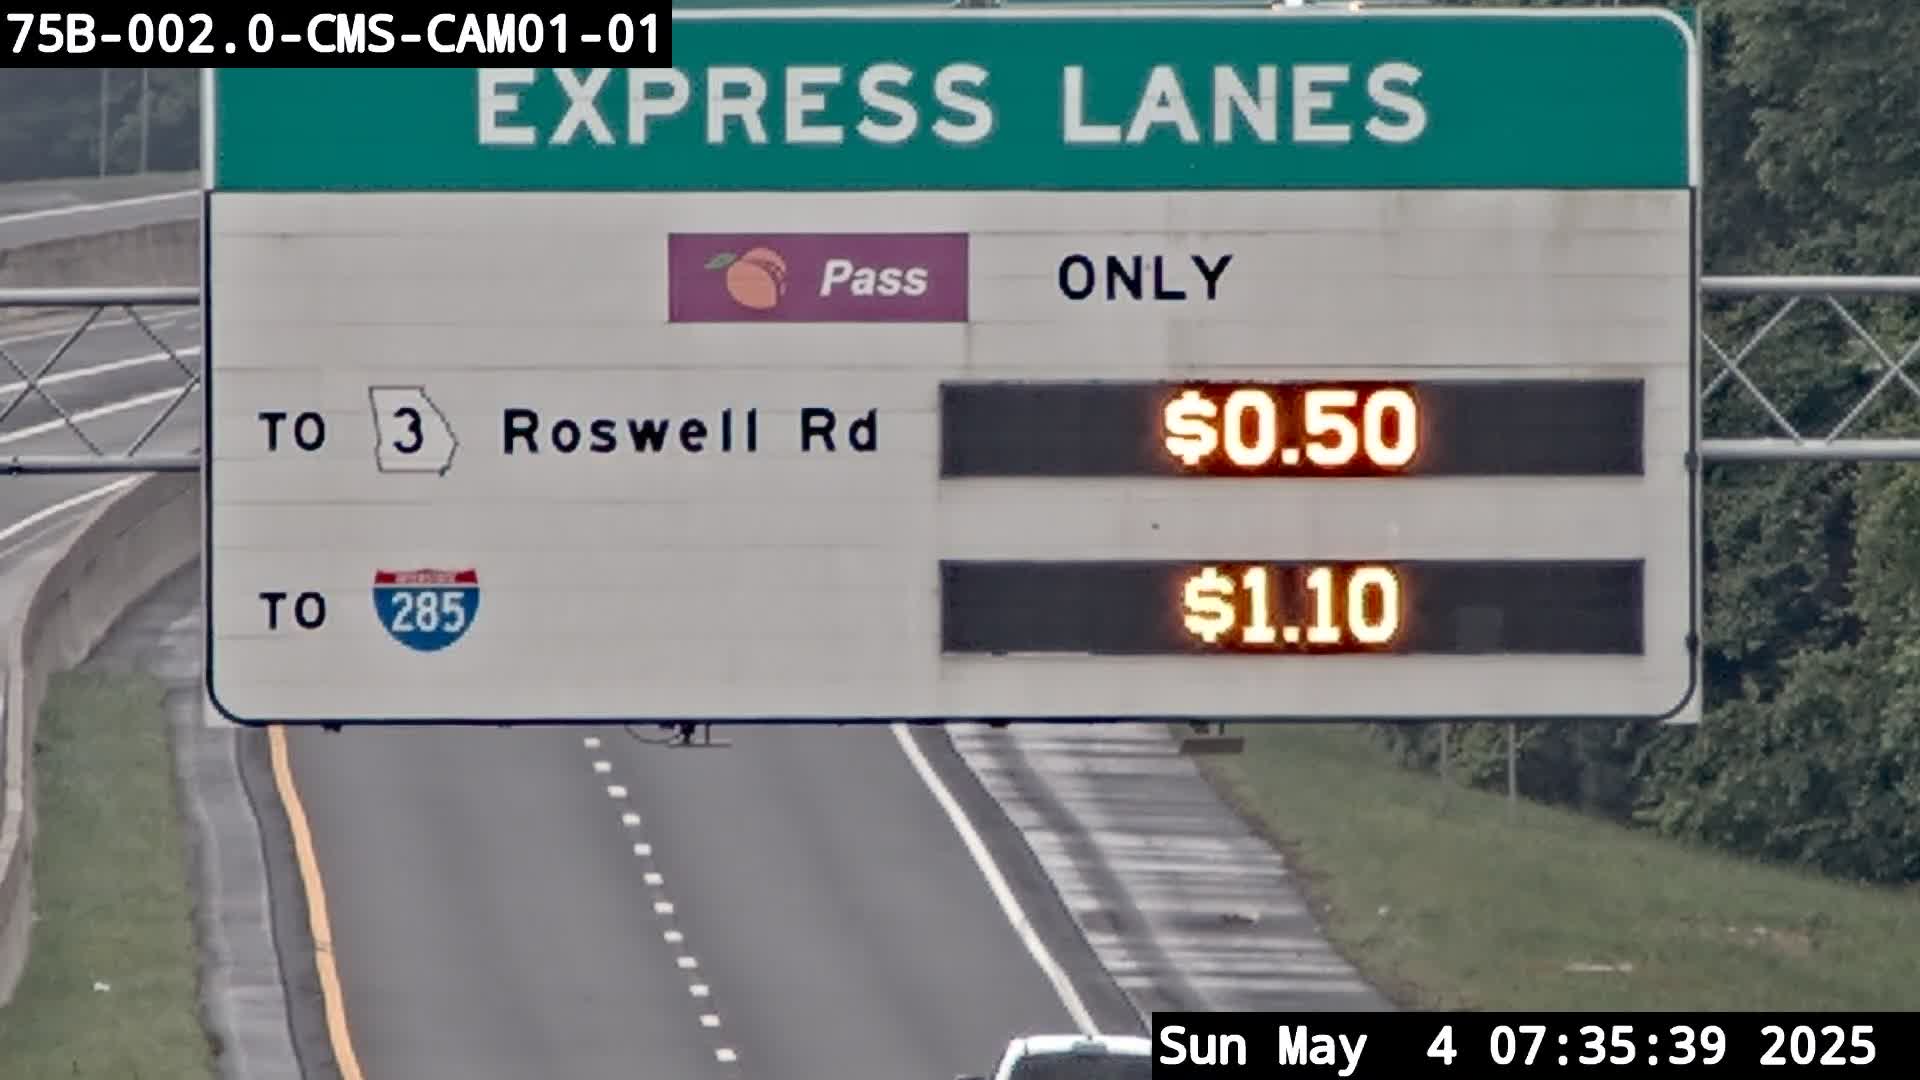 75B-002.0-CMS-CAM01-01
EXPRESS LANES
Pass ONLY
TO 3 Roswell Rd $0.50
INTERSTATE
TO 285 $1.10
Sun May 4 07:35:39 2025